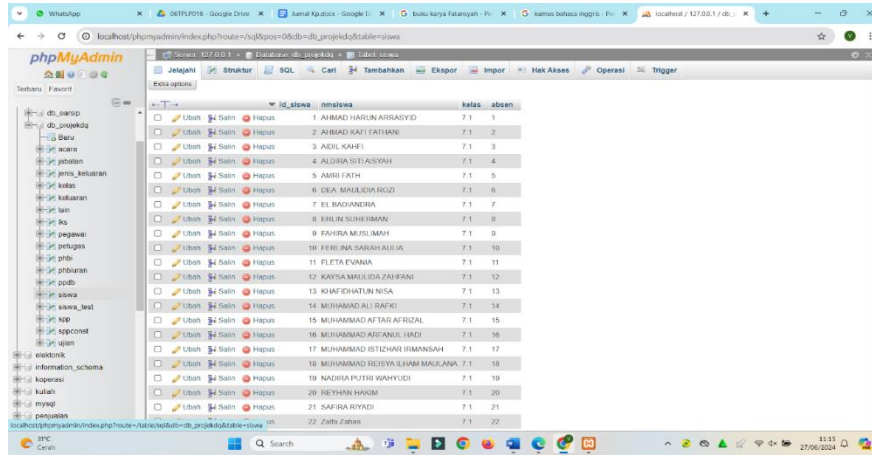 WhatsApp
06TPLP016 - Google Drive
Jurnal Kp.docx - Google D
buku karya Fatansyah - Pe
kamus bahasa inggris - Pe
localhost / 127.0.0.1 / db_
localhost/phpmyadmin/index.php?route=/sql&pos=0&db=db_projekdq&table=siswa
phpMyAdmin
Terbaru Favorit
db_earsip
db_projekdq
Baru
acara
jabatan
jenis_keluaran
kelas
keluaran
lain
lks
pegawai
petugas
phbi
phbiuran
ppdb
siswa
siswa_test
spp
sppconst
ujian
elektonik
information_schema
koperasi
kuliah
mysql
penjualan
localhost/phpmyadmin/index.php?route=/table/sql&db=db_projekdq&table=siswa
Server: 127.0.0.1 » Database: db_projekdq » Tabel: siswa
Jelajahi Struktur SQL Cari Tambahkan Ekspor Impor Hak Akses Operasi Trigger
Extra options
id_siswa nmsiswa kelas absen
Ubah Salin Hapus 1 AHMAD HARUN ARRASYID 7.1 1
Ubah Salin Hapus 2 AHMAD KAFI FATHANI 7.1 2
Ubah Salin Hapus 3 AIDIL KAHFI 7.1 3
Ubah Salin Hapus 4 ALDIRA SITI AISYAH 7.1 4
Ubah Salin Hapus 5 AMRI FATH 7.1 5
Ubah Salin Hapus 6 DEA MAULIDIA ROZI 7.1 6
Ubah Salin Hapus 7 EL BADIANDRA 7.1 7
Ubah Salin Hapus 8 ERLIN SUHERMAN 7.1 8
Ubah Salin Hapus 9 FAHIRA MUSLIMAH 7.1 9
Ubah Salin Hapus 10 FERLINA SARAH AULIA 7.1 10
Ubah Salin Hapus 11 FLETA EVANIA 7.1 11
Ubah Salin Hapus 12 KAYSA MAULIDA ZAHFANI 7.1 12
Ubah Salin Hapus 13 KHAFIDHATUN NISA 7.1 13
Ubah Salin Hapus 14 MUHAMAD ALI RAFKI 7.1 14
Ubah Salin Hapus 15 MUHAMMAD AFTAR AFRIZAL 7.1 15
Ubah Salin Hapus 16 MUHAMMAD ARFANUL HADI 7.1 16
Ubah Salin Hapus 17 MUHAMMAD ISTIZHAR IRMANSAH 7.1 17
Ubah Salin Hapus 18 MUHAMMAD REISYA ILHAM MAULANA 7.1 18
Ubah Salin Hapus 19 NADIRA PUTRI WAHYUDI 7.1 19
Ubah Salin Hapus 20 REYHAN HAKIM 7.1 20
Ubah Salin Hapus 21 SAFIRA RIYADI 7.1 21
22 Zalfa Zahra 7.1 22
31°C
Cerah
Search
11:15
27/06/2024